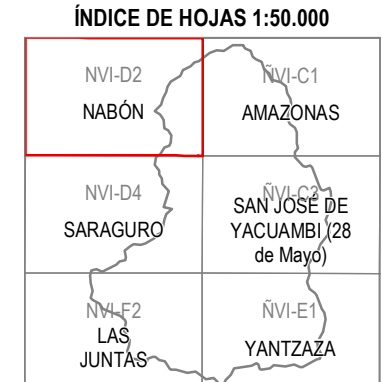 ÍNDICE DE HOJAS 1:50.000
NVI-D2
NABÓN
ÑVI-C1
AMAZONAS
NVI-D4
SARAGURO
ÑVI-C3
SAN JOSE DE
YACUAMBI (28
de Mayo)
NVI-F2
LAS
JUNTAS
ÑVI-E1
YANTZAZA